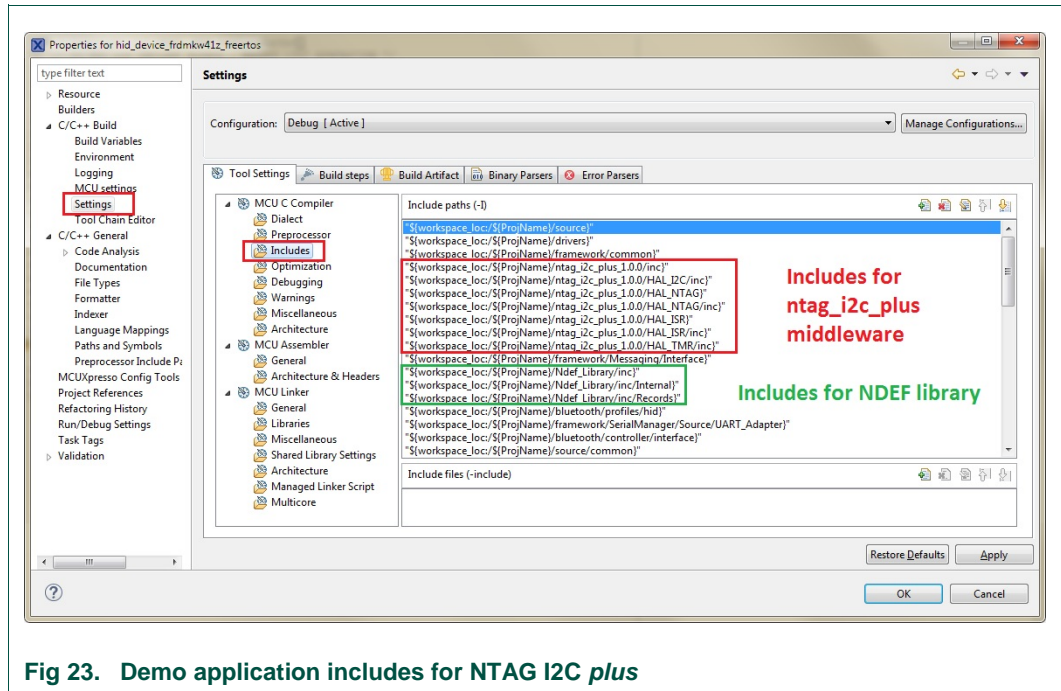 Properties for hid_device_frdmkw41z_freertos
type filter text
Resource
Builders
C/C++ Build
Build Variables
Environment
Logging
MCU settings
Settings
Tool Chain Editor
C/C++ General
Code Analysis
Documentation
File Types
Formatter
Indexer
Language Mappings
Paths and Symbols
Preprocessor Include Pa
MCUXpresso Config Tools
Project References
Refactoring History
Run/Debug Settings
Task Tags
Validation
Settings
Configuration: Debug [ Active ]
Manage Configurations...
Tool Settings Build steps Build Artifact Binary Parsers Error Parsers
MCU C Compiler
Dialect
Preprocessor
Includes
Optimization
Debugging
Warnings
Miscellaneous
Architecture
MCU Assembler
General
Architecture & Headers
MCU Linker
General
Libraries
Miscellaneous
Shared Library Settings
Architecture
Managed Linker Script
Multicore
Include paths (-I)
"${workspace_loc:/${ProjName}/source}"
"${workspace_loc:/${ProjName}/drivers}"
"${workspace_loc:/${ProjName}/framework/common}"
"${workspace_loc:/${ProjName}/ntag_i2c_plus_1.0.0/inc}"
"${workspace_loc:/${ProjName}/ntag_i2c_plus_1.0.0/HAL_I2C/inc}"
"${workspace_loc:/${ProjName}/ntag_i2c_plus_1.0.0/HAL_NTAG}"
"${workspace_loc:/${ProjName}/ntag_i2c_plus_1.0.0/HAL_NTAG/inc}"
"${workspace_loc:/${ProjName}/ntag_i2c_plus_1.0.0/HAL_ISR}"
"${workspace_loc:/${ProjName}/ntag_i2c_plus_1.0.0/HAL_ISR/inc}"
"${workspace_loc:/${ProjName}/ntag_i2c_plus_1.0.0/HAL_TMR/inc}"
"${workspace_loc:/${ProjName}/framework/Messaging/Interface}"
"${workspace_loc:/${ProjName}/Ndef_Library/inc}"
"${workspace_loc:/${ProjName}/Ndef_Library/inc/Internal}"
"${workspace_loc:/${ProjName}/Ndef_Library/inc/Records}"
"${workspace_loc:/${ProjName}/bluetooth/profiles/hid}"
"${workspace_loc:/${ProjName}/framework/SerialManager/Source/UART_Adapter}"
"${workspace_loc:/${ProjName}/bluetooth/controller/interface}"
"${workspace_loc:/${ProjName}/source/common}"
Includes for
ntag_i2c_plus
middleware
Includes for NDEF library
Include files (-include)
Restore Defaults
Apply
OK
Cancel
Fig 23. Demo application includes for NTAG I2C plus